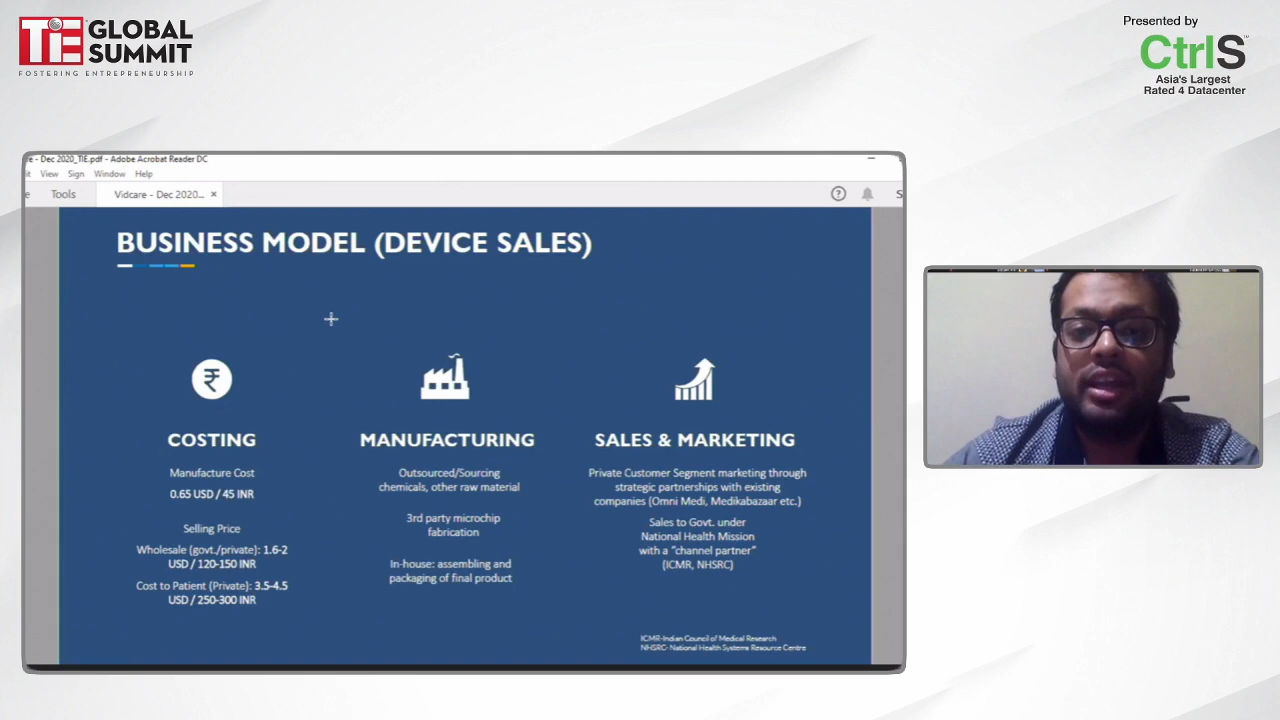 TiE GLOBAL
SUMMIT
FOSTERING ENTREPRENEURSHIP
Presented by
CtrlS
Asia's Largest
Rated 4 Datacenter
- Dec 2020_TIE.pdf - Adobe Acrobat Reader DC
View Sign Window Help
Tools
Vidcare - Dec 2020... ×
BUSINESS MODEL (DEVICE SALES)
COSTING
Manufacture Cost
0.65 USD / 45 INR
Selling Price
Wholesale (govt./private): 1.6-2
USD / 120-150 INR
Cost to Patient (Private): 3.5-4.5
USD / 250-300 INR
MANUFACTURING
Outsourced/Sourcing
chemicals, other raw material
3rd party microchip
fabrication
In-house: assembling and
packaging of final product
SALES & MARKETING
Private Customer Segment marketing through
strategic partnerships with existing
companies (Omni Medi, Medikabazaar etc.)
Sales to Govt. under
National Health Mission
with a "channel partner"
(ICMR, NHSRC)
ICMR-Indian Council of Medical Research
NHSRC- National Health Systems Resource Centre